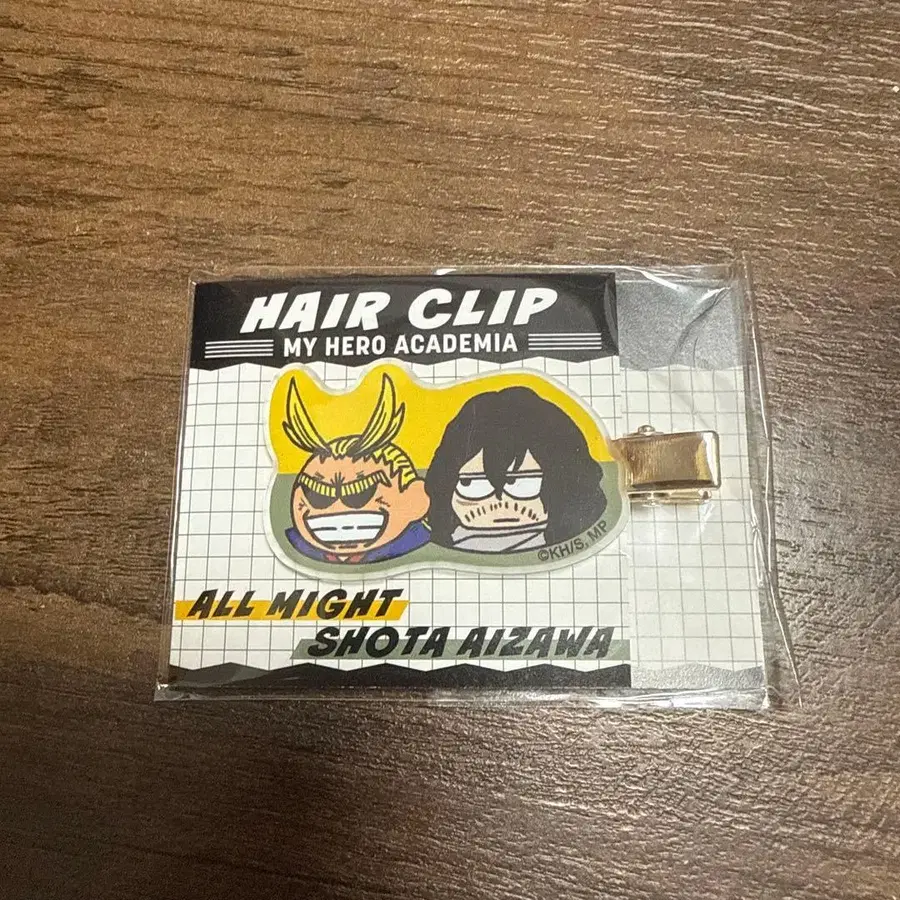 HAIR CLIP
MY HERO ACADEMIA
©KH/S, MP
ALL MIGHT
SHOTA AIZAWA